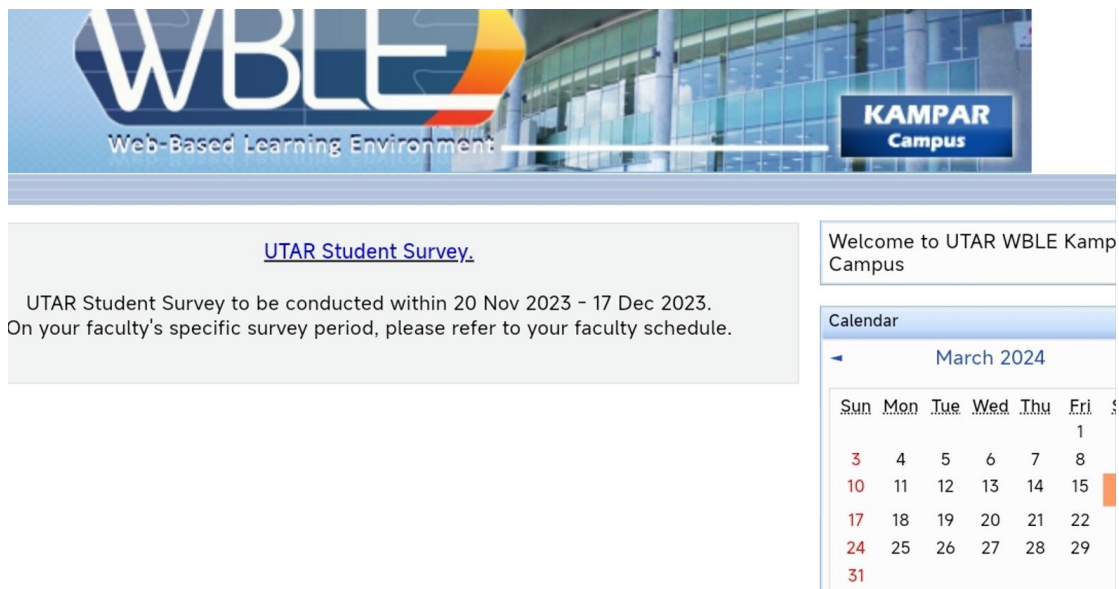 WBLE
Web-Based Learning Environment
KAMPAR
Campus
UTAR Student Survey.
UTAR Student Survey to be conducted within 20 Nov 2023 - 17 Dec 2023.
On your faculty's specific survey period, please refer to your faculty schedule.
Welcome to UTAR WBLE Kamp
Campus
Calendar
◄ March 2024
Sun Mon Tue Wed Thu Fri
1
3 4 5 6 7 8
10 11 12 13 14 15
17 18 19 20 21 22
24 25 26 27 28 29
31